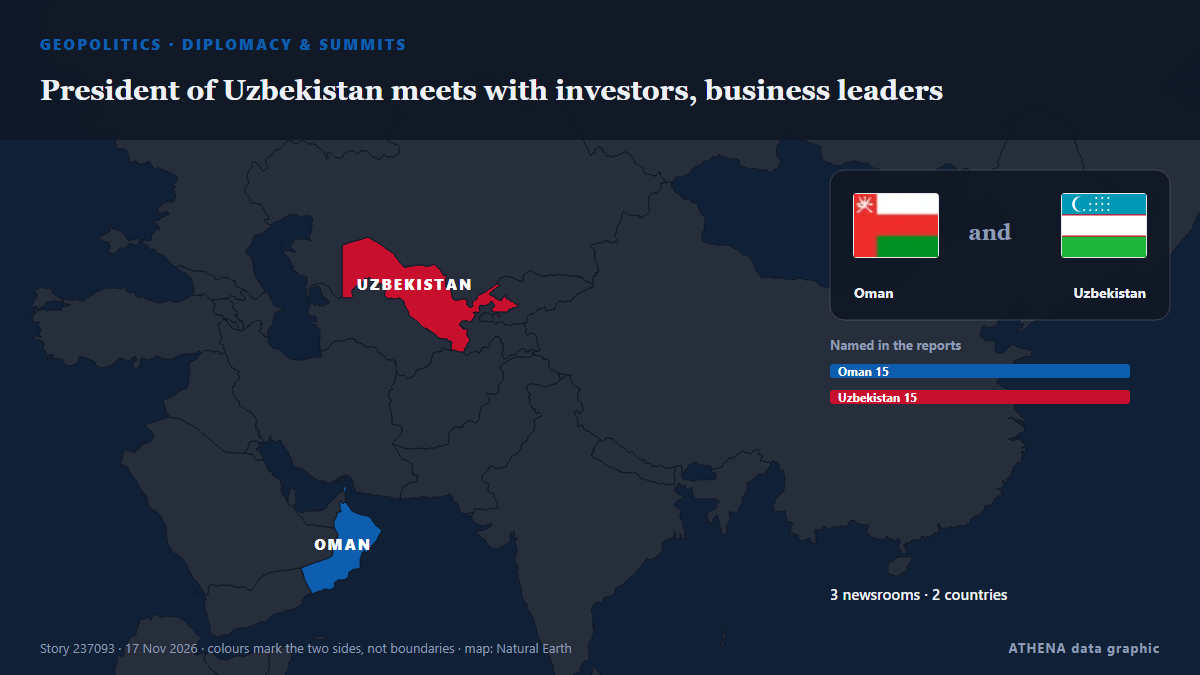 GEOPOLITICS · DIPLOMACY & SUMMITS
President of Uzbekistan meets with investors, business leaders
and
Oman
Uzbekistan
Named in the reports
Oman 15
Uzbekistan 15
UZBEKISTAN
OMAN
3 newsrooms · 2 countries
Story 237093 · 17 Nov 2026 · colours mark the two sides, not boundaries · map: Natural Earth
ATHENA data graphic